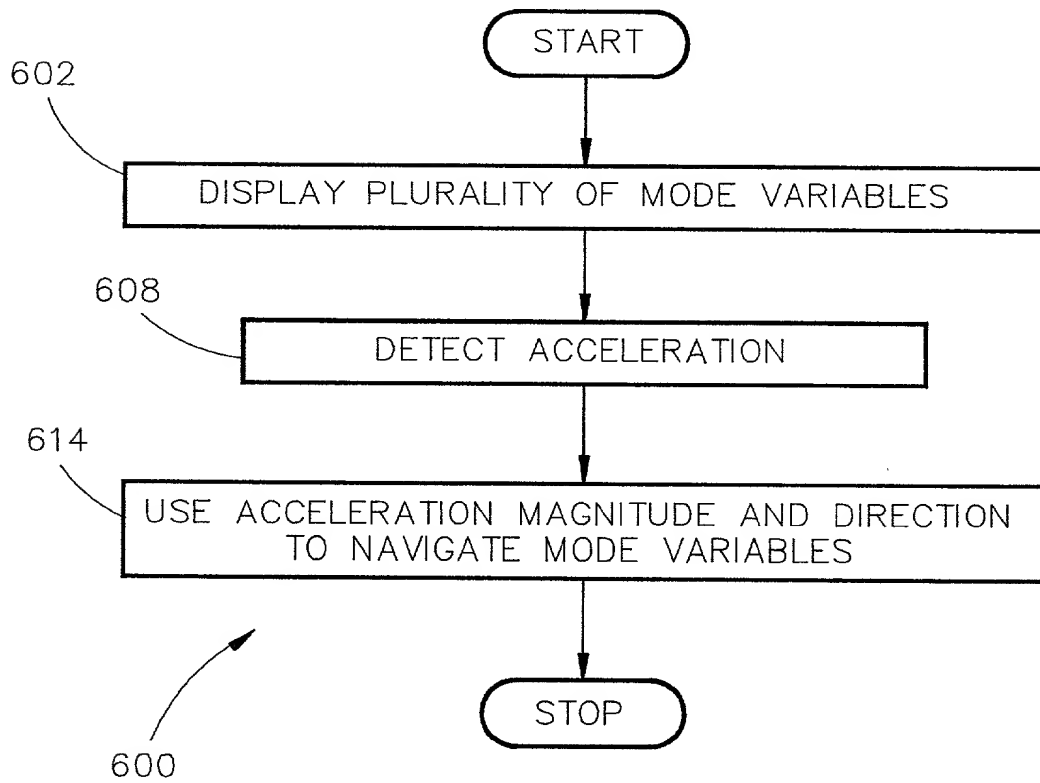 START
602
DISPLAY PLURALITY OF MODE VARIABLES
608
DETECT ACCELERATION
614
USE ACCELERATION MAGNITUDE AND DIRECTION
TO NAVIGATE MODE VARIABLES
STOP
600